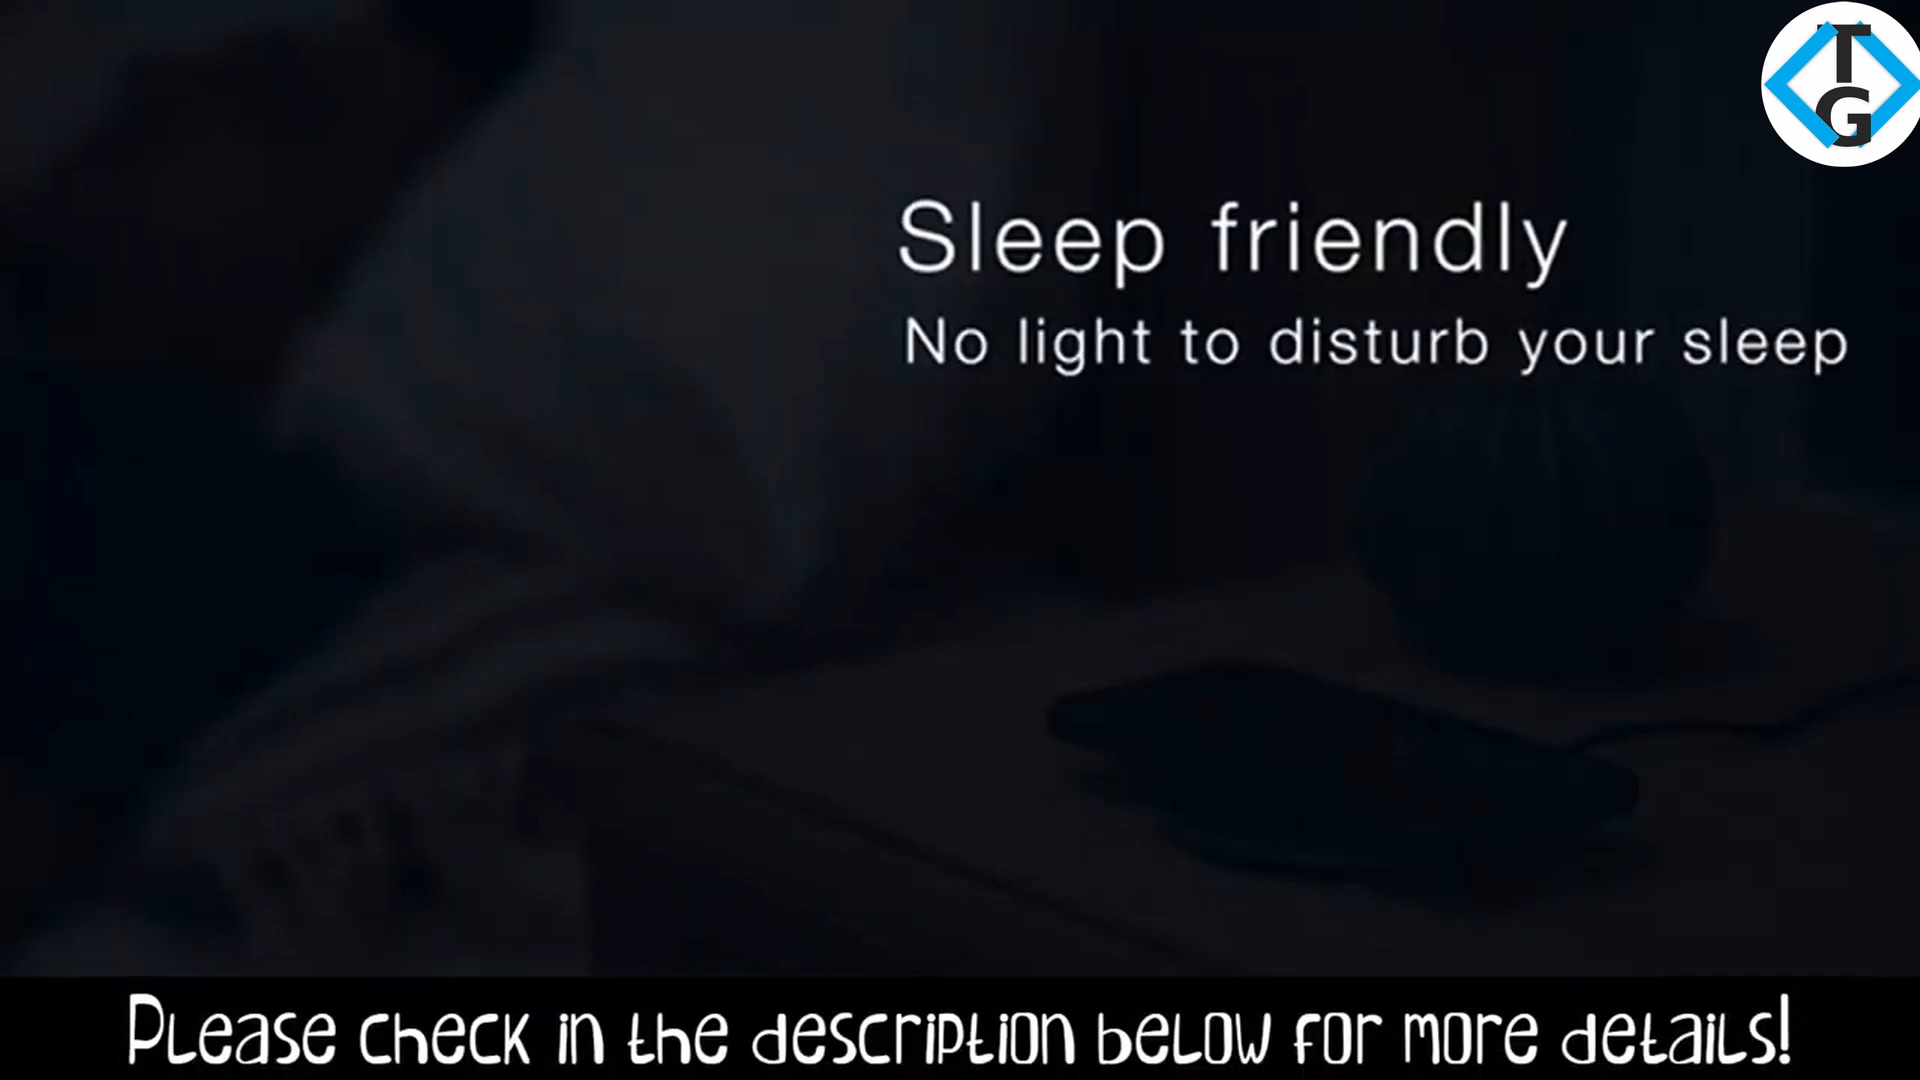 T
G
Sleep friendly
No light to disturb your sleep
Please check in the description below for more details!